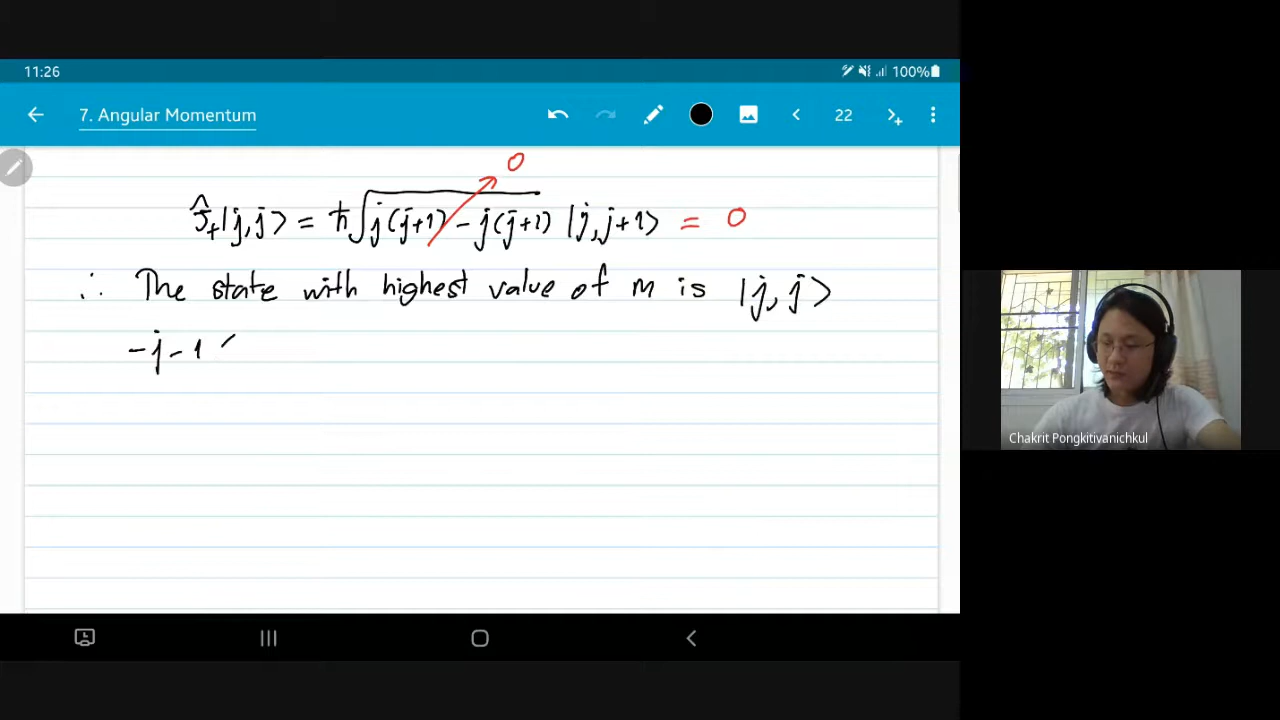 11:26
100%
7. Angular Momentum
22
0
Ĵ₊|j,j⟩ = ħ√(j(j+1) - j(j+1)) |j,j+1⟩ = 0
∴ The state with highest value of m is |j,j⟩
-j-1
Chakrit Pongkitivanichkul